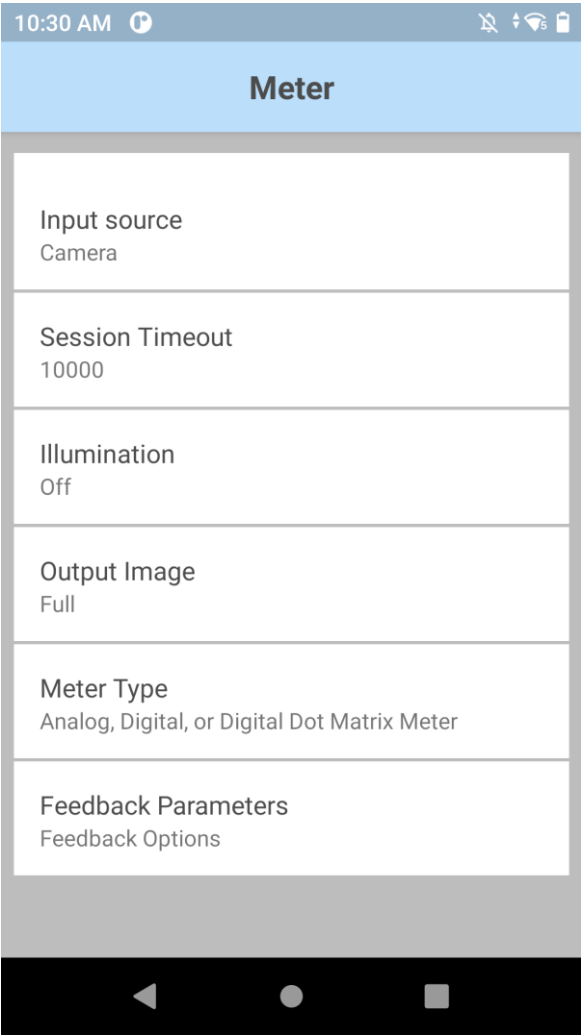 10:30 AM
Meter
Input source
Camera
Session Timeout
10000
Illumination
Off
Output Image
Full
Meter Type
Analog, Digital, or Digital Dot Matrix Meter
Feedback Parameters
Feedback Options